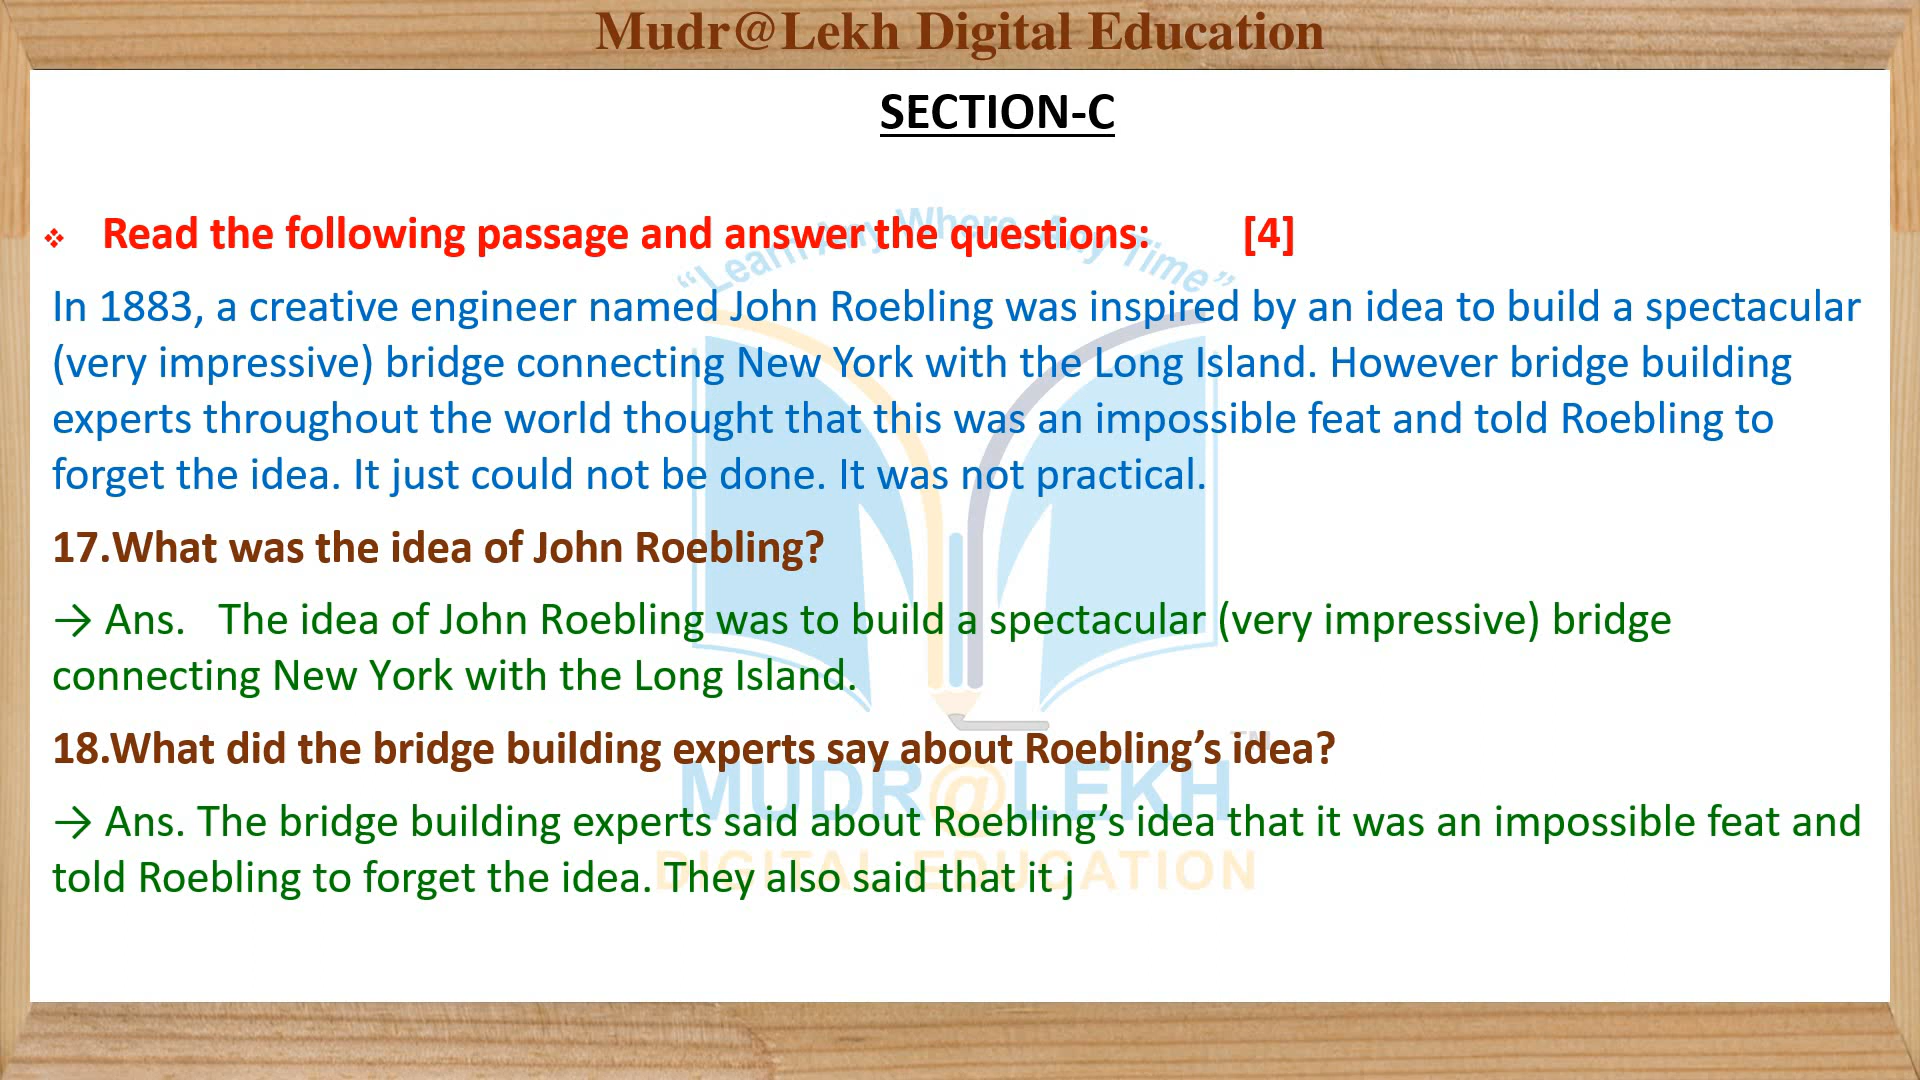 Mudr@Lekh Digital Education
SECTION-C
❖ Read the following passage and answer the questions: [4]
“Learn Any Where, Any Time”
In 1883, a creative engineer named John Roebling was inspired by an idea to build a spectacular
(very impressive) bridge connecting New York with the Long Island. However bridge building
experts throughout the world thought that this was an impossible feat and told Roebling to
forget the idea. It just could not be done. It was not practical.
17.What was the idea of John Roebling?
→ Ans. The idea of John Roebling was to build a spectacular (very impressive) bridge
connecting New York with the Long Island.
18.What did the bridge building experts say about Roebling’s idea?
TM
MUDR@LEKH
→ Ans. The bridge building experts said about Roebling’s idea that it was an impossible feat and
told Roebling to forget the idea. They also said that it j
DIGITAL EDUCATION